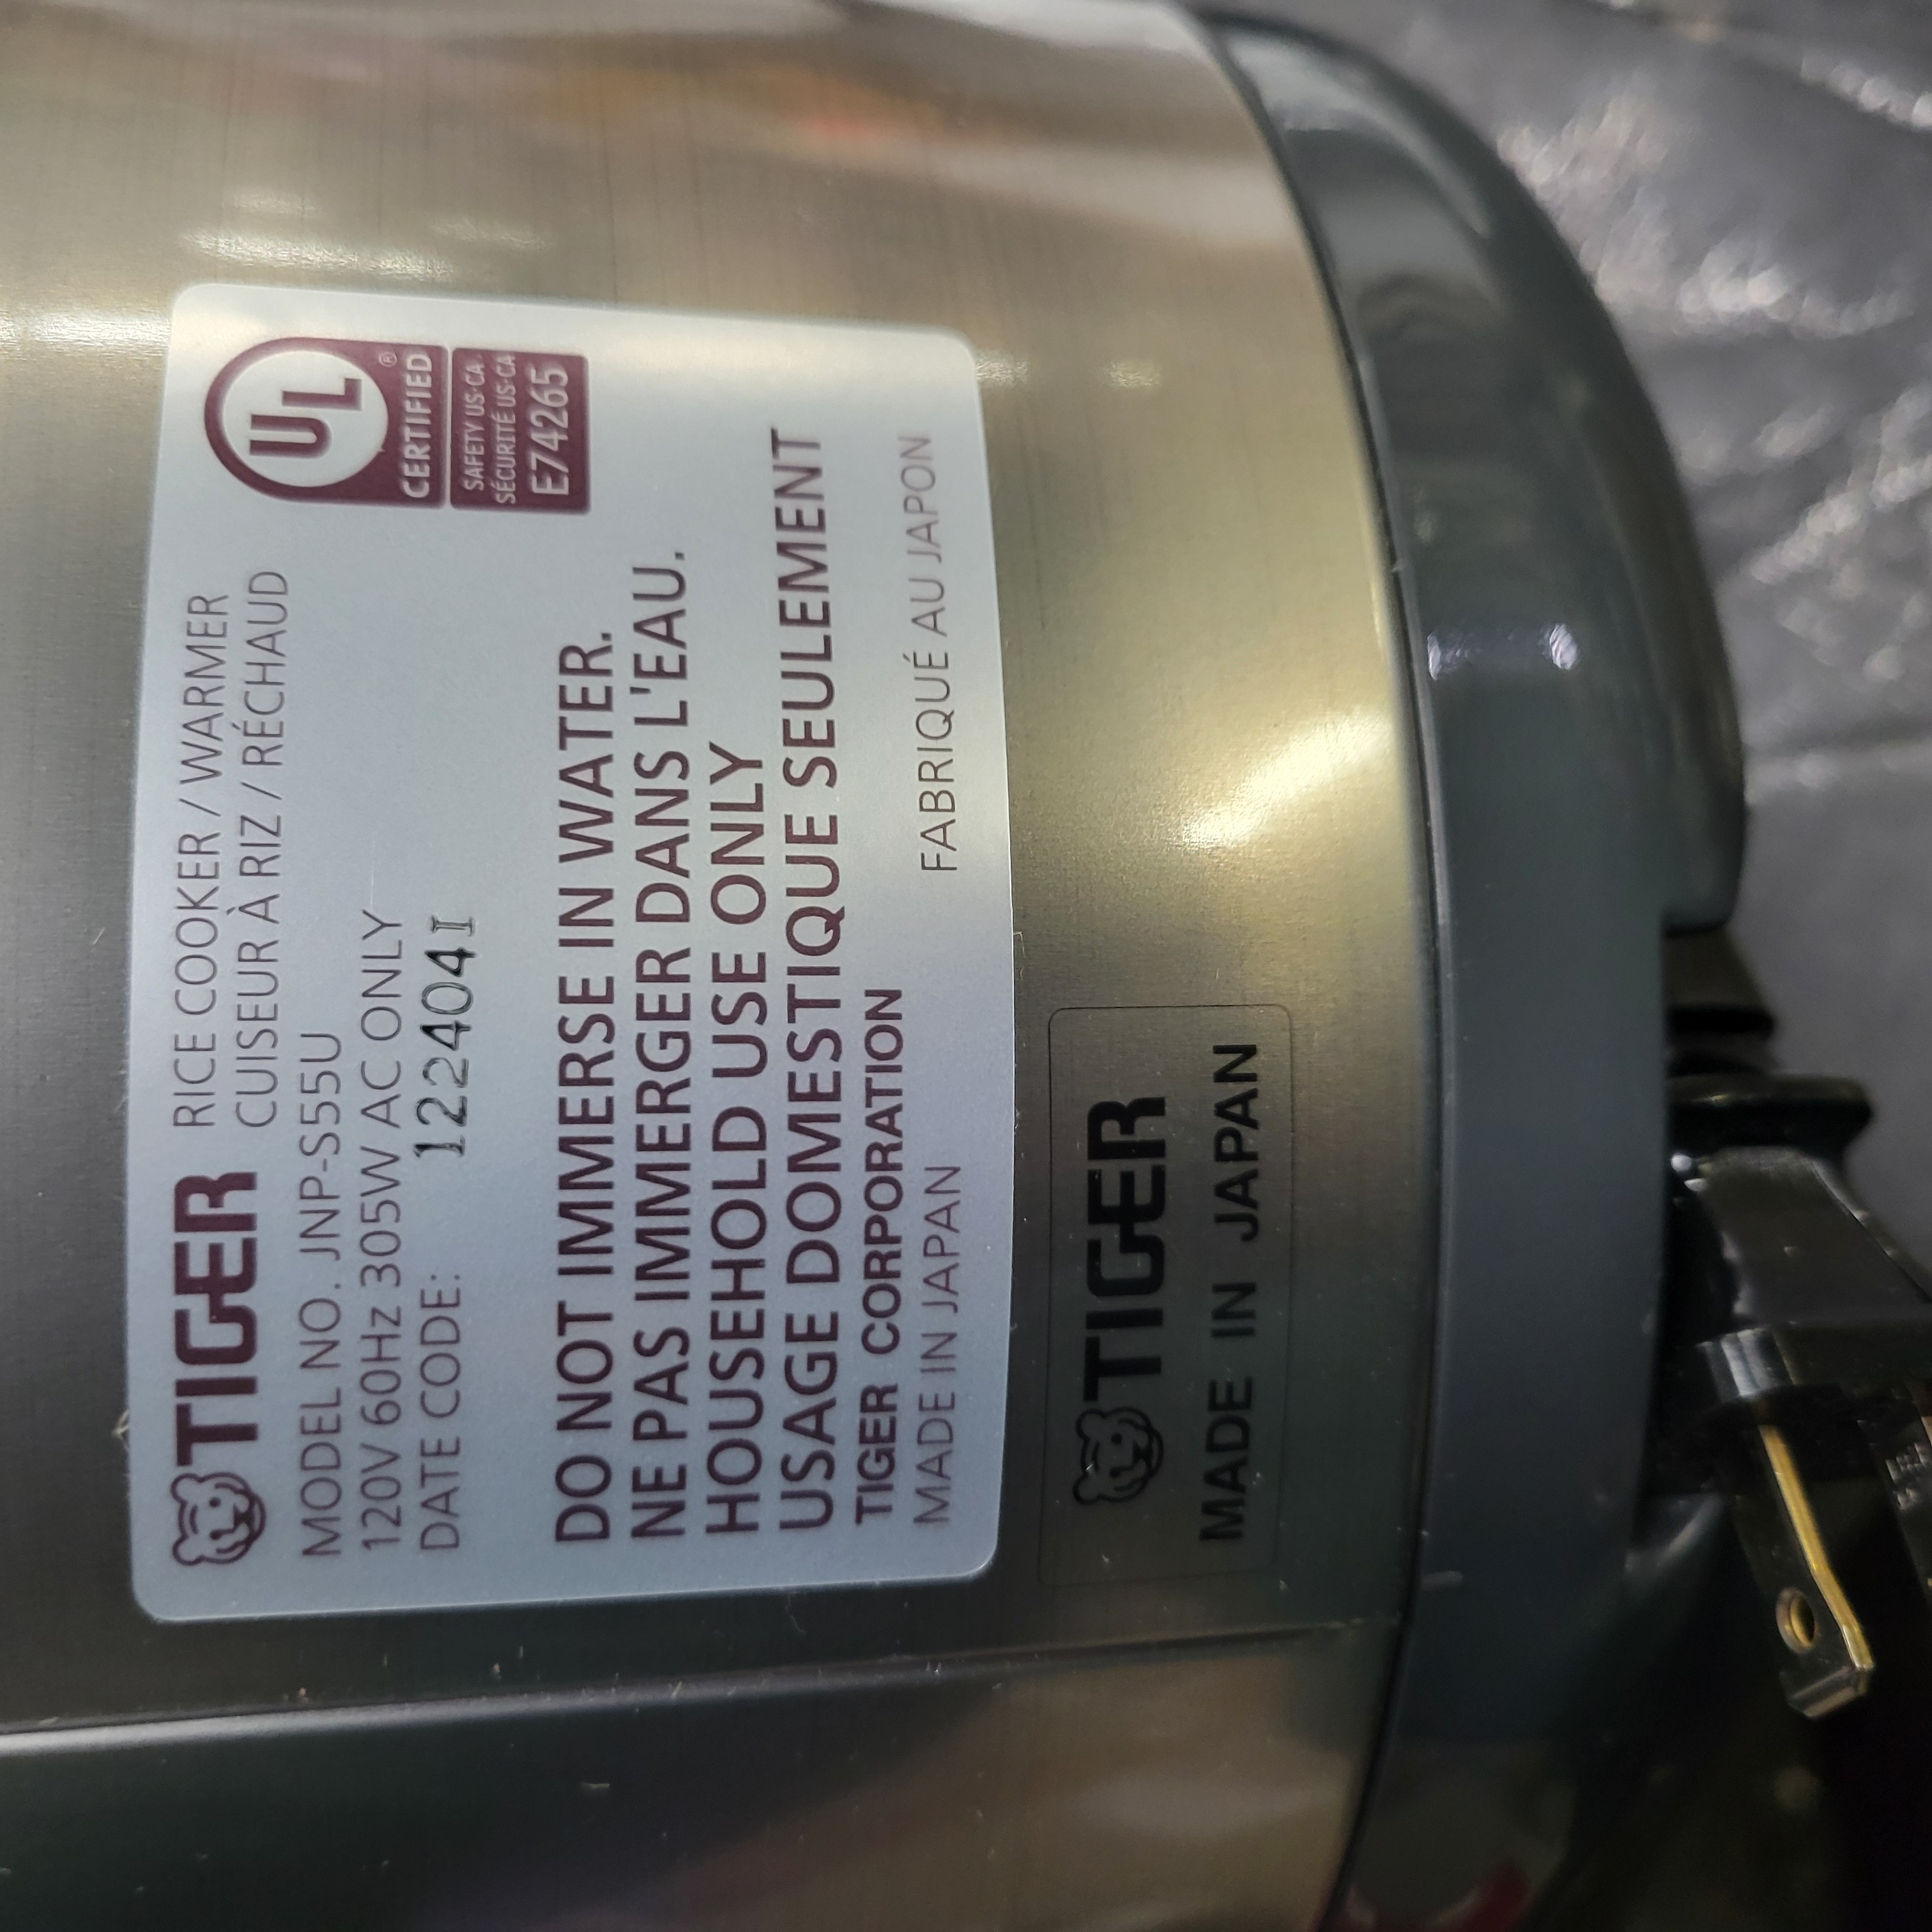 TIGER RICE COOKER / WARMER
CUISEUR À RIZ / RÉCHAUD
MODEL NO. JNP-S55U
120V 60Hz 305W AC ONLY
DATE CODE: 122404I
UL ®
CERTIFIED
SAFETY US-CA
SÉCURITÉ US-CA
E74265
DO NOT IMMERSE IN WATER.
NE PAS IMMERGER DANS L'EAU.
HOUSEHOLD USE ONLY
USAGE DOMESTIQUE SEULEMENT
TIGER CORPORATION
MADE IN JAPAN FABRIQUÉ AU JAPON
TIGER
MADE IN JAPAN